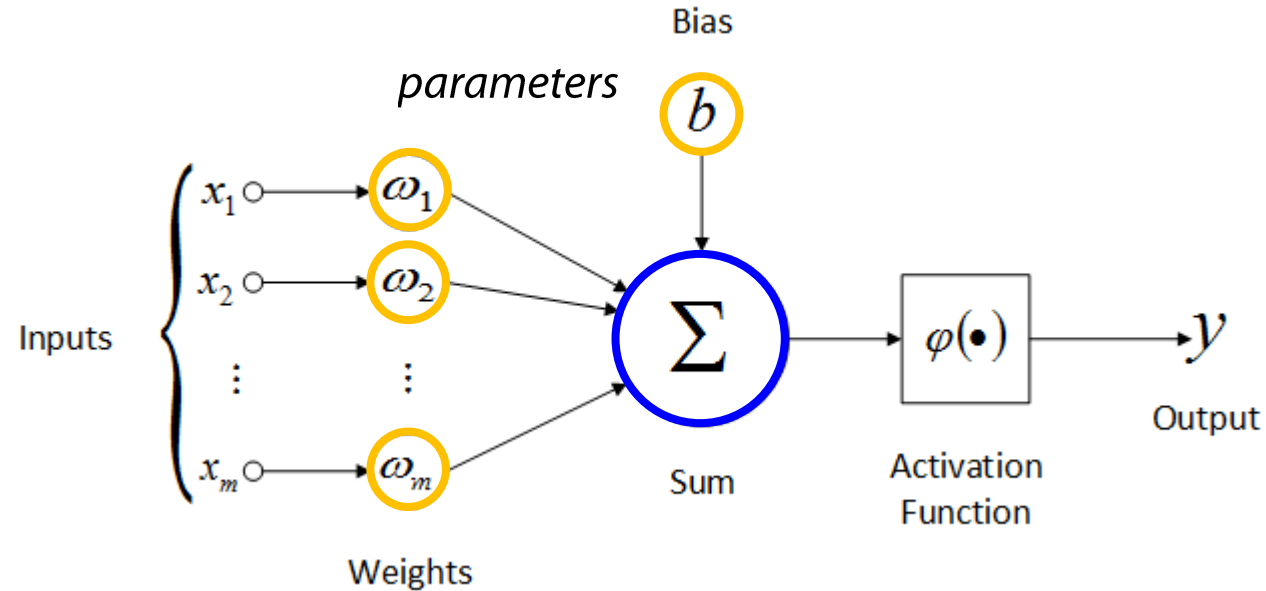 Bias
parameters
b
x₁ ω₁
x₂ ω₂
Inputs
Σ
φ(•)
y
⋮ ⋮
Output
xₘ ωₘ
Sum
Activation
Function
Weights